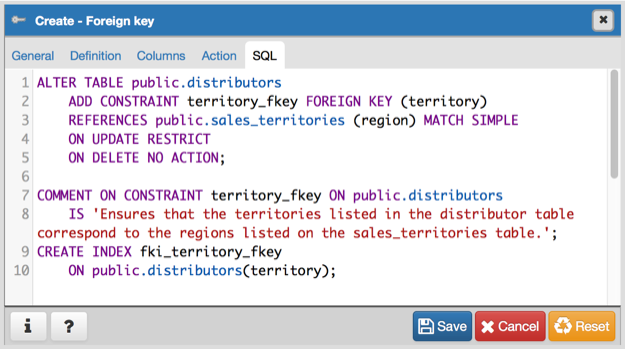 Create - Foreign key
General Definition Columns Action SQL
1 ALTER TABLE public.distributors
2 ADD CONSTRAINT territory_fkey FOREIGN KEY (territory)
3 REFERENCES public.sales_territories (region) MATCH SIMPLE
4 ON UPDATE RESTRICT
5 ON DELETE NO ACTION;
6
7 COMMENT ON CONSTRAINT territory_fkey ON public.distributors
8 IS 'Ensures that the territories listed in the distributor table
correspond to the regions listed on the sales_territories table.';
9 CREATE INDEX fki_territory_fkey
10 ON public.distributors(territory);
i ? Save Cancel Reset